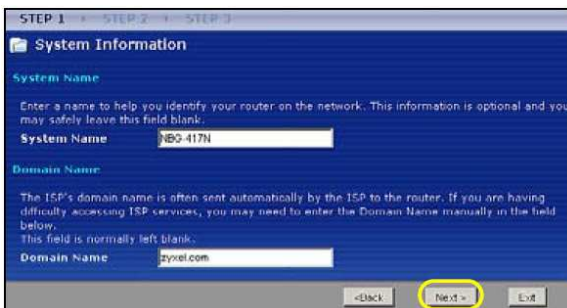 STEP 1 › STEP 2 › STEP 3
System Information
System Name
Enter a name to help you identify your router on the network. This information is optional and you
may safely leave this field blank.
System Name NBG-417N
Domain Name
The ISP's domain name is often sent automatically by the ISP to the router. If you are having
difficulty accessing ISP services, you may need to enter the Domain Name manually in the field
below.
This field is normally left blank.
Domain Name zyxel.com
<Back Next > Exit